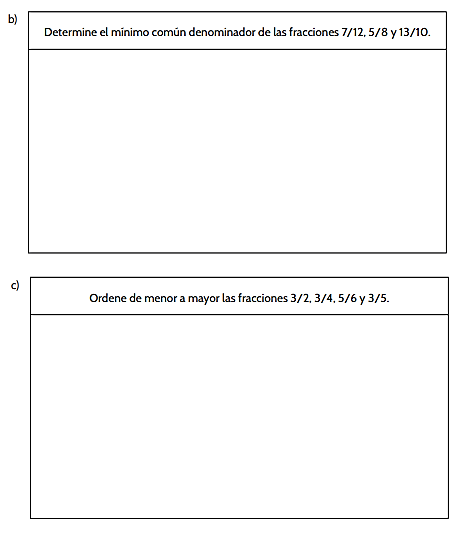 b)
Determine el mínimo común denominador de las fracciones 7/12, 5/8 y 13/10.
c)
Ordene de menor a mayor las fracciones 3/2, 3/4, 5/6 y 3/5.